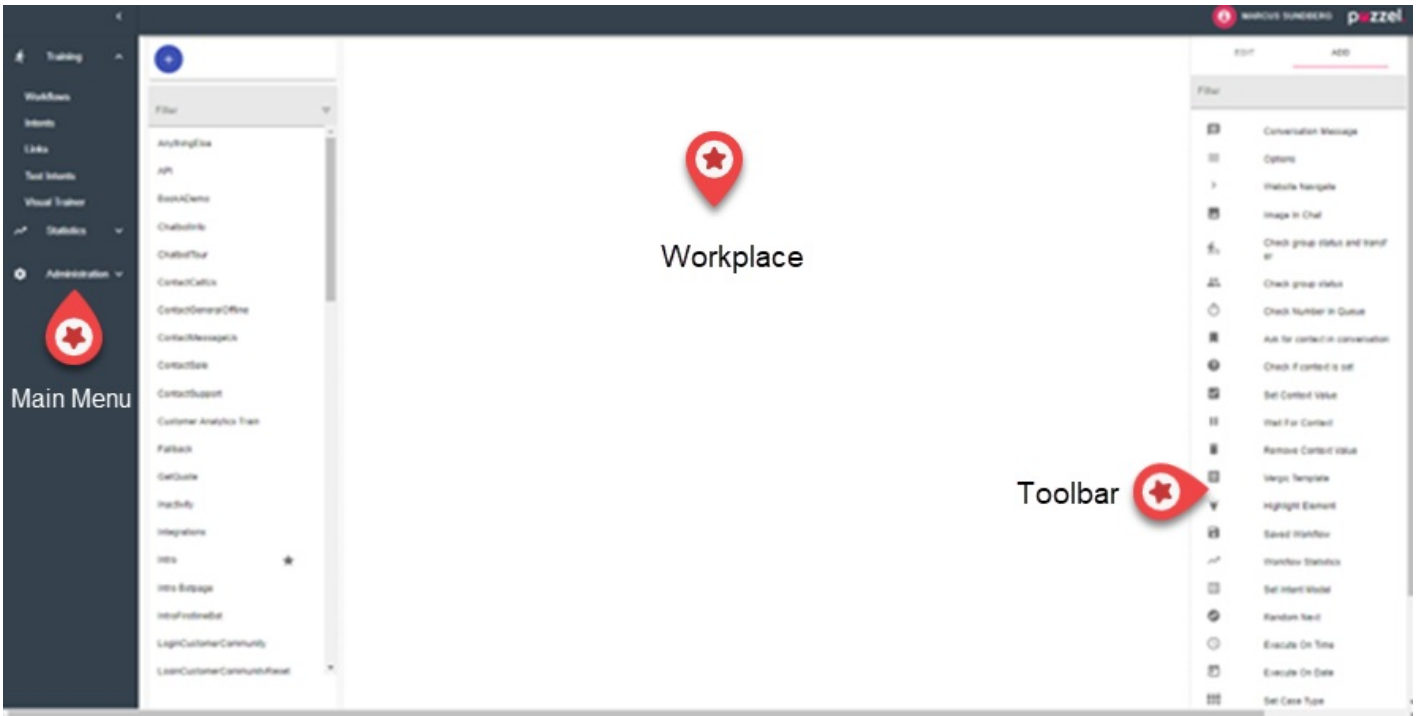 MARCUS SUNDBERG
puzzel
Training
Workflows
Intents
Links
Test Intents
Visual Trainer
Statistics
Administration
Main Menu
Filter
AnythingElse
API
BookADemo
ChatbotInfo
ChatbotTour
ContactCallUs
ContactGeneralOffline
ContactMessageUs
ContactSale
ContactSupport
Customer Analytics Train
Fallback
GetQuote
Inactivity
Integrations
Intro
Intro Botpage
IntroFirstimeBot
LoginCustomerCommunity
LoginCustomerCommunityReset
Workplace
Toolbar
EDIT
ADD
Filter
Conversation Message
Options
Website Navigate
Image In Chat
Check group status and transf
er
Check group status
Check Number In Queue
Ask for context in conversation
Check if context is set
Set Context Value
Wait For Context
Remove Context Value
Vergic Template
Highlight Element
Saved Workflow
Workflow Statistics
Set Intent Model
Random Next
Execute On Time
Execute On Date
Set Case Type